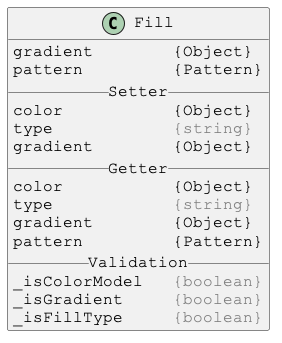 C Fill
gradient {Object}
pattern {Pattern}
Setter
color {Object}
type {string}
gradient {Object}
Getter
color {Object}
type {string}
gradient {Object}
pattern {Pattern}
Validation
_isColorModel {boolean}
_isGradient {boolean}
_isFillType {boolean}